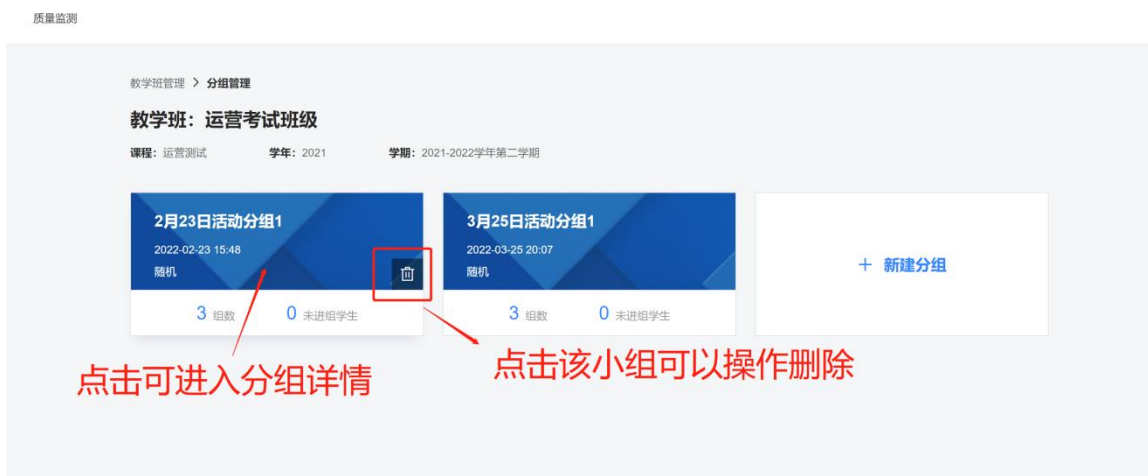 质量监测
教学班管理 > 分组管理
教学班：运营考试班级
课程：运营测试 学年：2021 学期：2021-2022学年第二学期
2月23日活动分组1
2022-02-23 15:48
随机
3 组数 0 未进组学生
3月25日活动分组1
2022-03-25 20:07
随机
3 组数 0 未进组学生
+ 新建分组
点击可进入分组详情
点击该小组可以操作删除